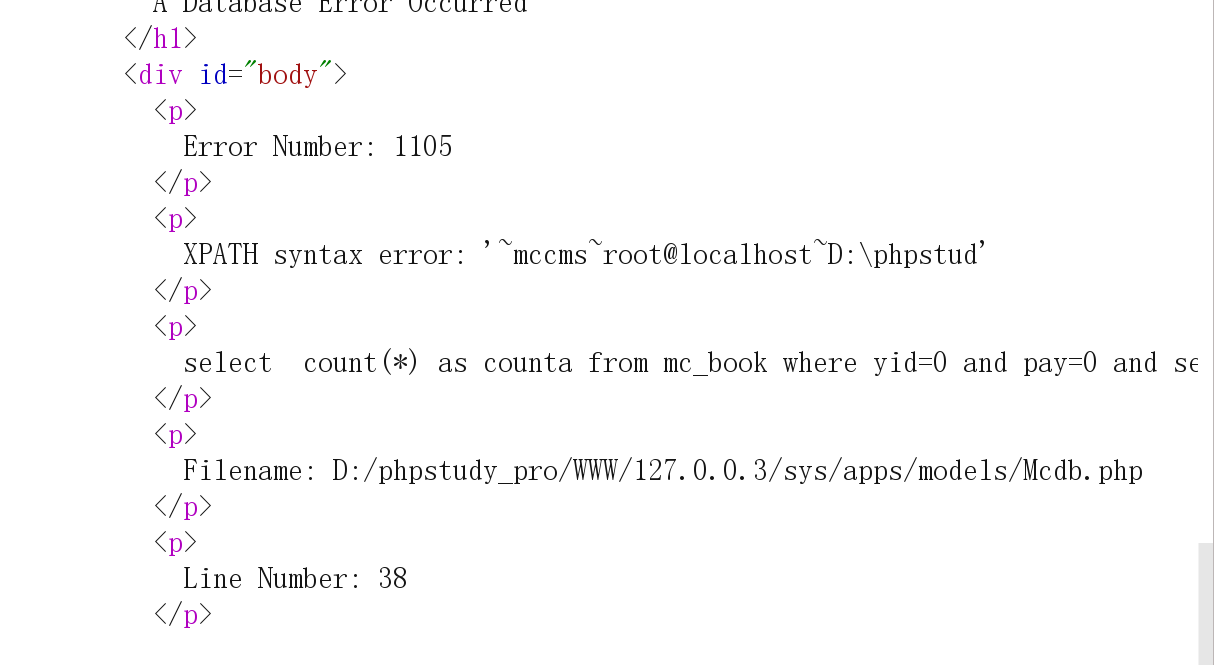 A Database Error Occurred
</h1>
<div id="body">
<p>
Error Number: 1105
</p>
<p>
XPATH syntax error: '~mccms~root@localhost~D:\phpstud'
</p>
<p>
select  count(*) as counta from mc_book where yid=0 and pay=0 and se
</p>
<p>
Filename: D:/phpstudy_pro/WWW/127.0.0.3/sys/apps/models/Mcdb.php
</p>
<p>
Line Number: 38
</p>